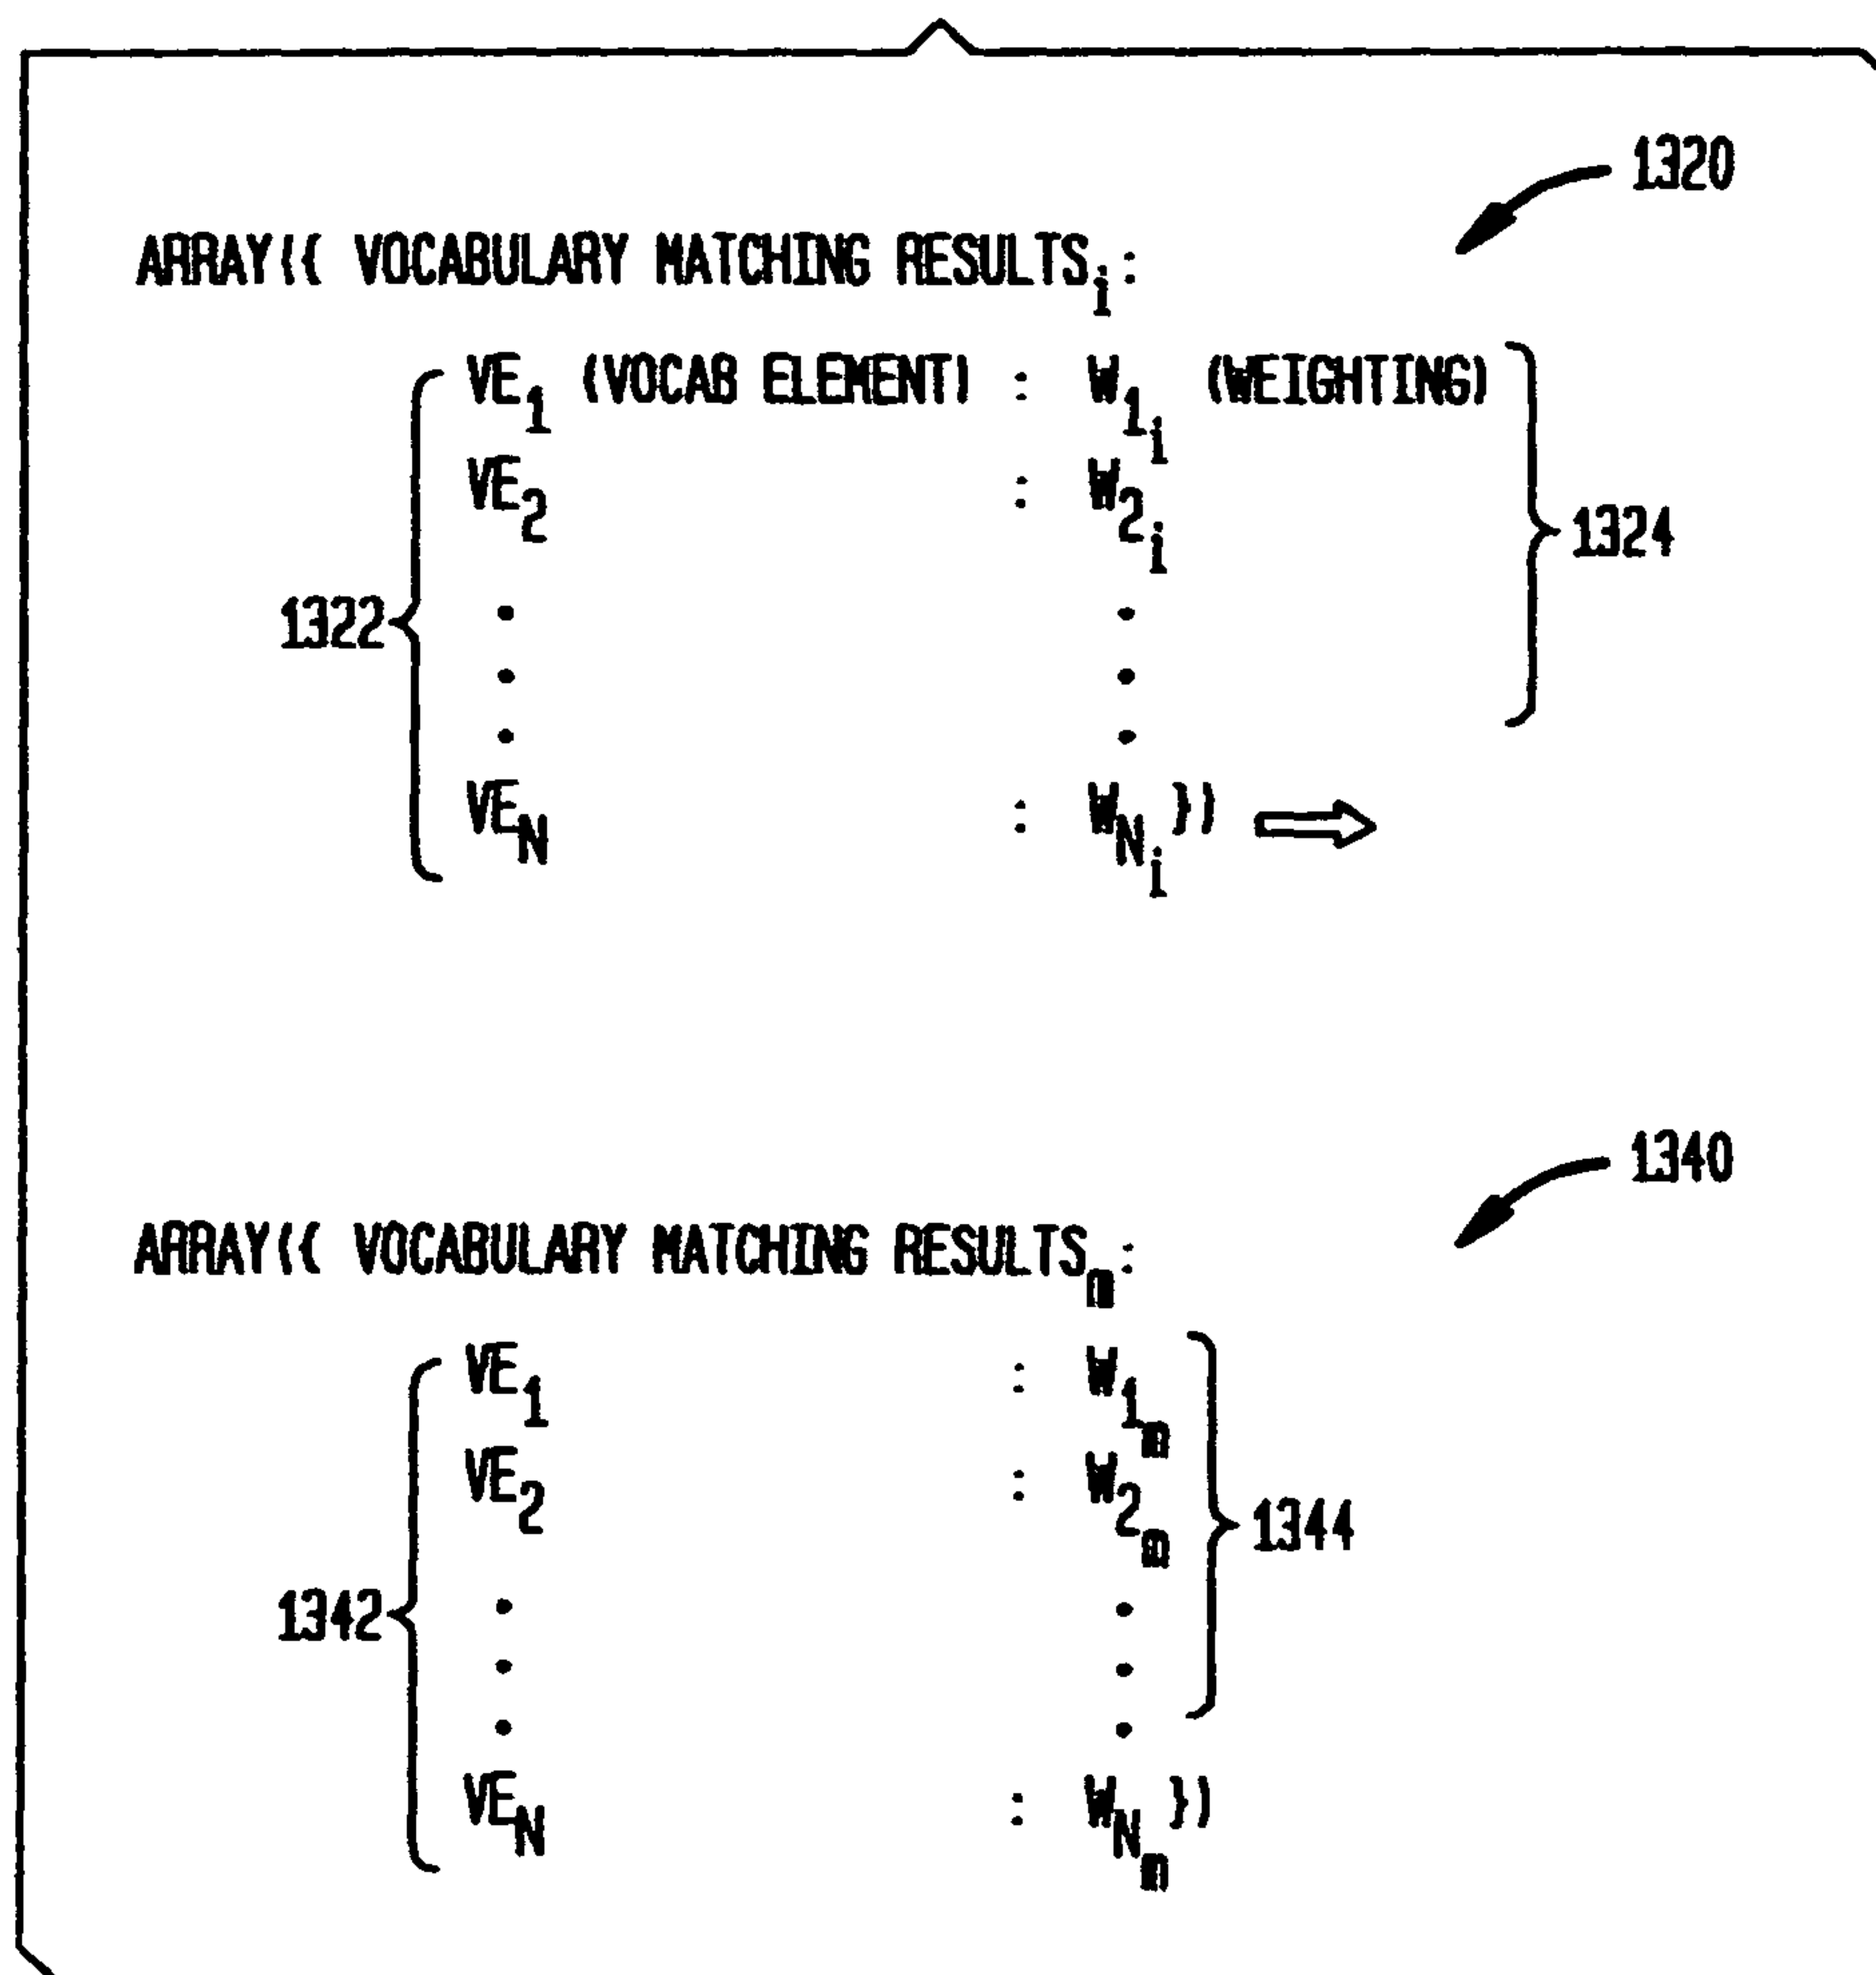 1320
ARRAY(( VOCABULARY MATCHING RESULTSi:
VE1 (VOCAB ELEMENT) : W1i (WEIGHTING)
VE2 : W2i
1324
1322
VEN : WNi ))
1340
ARRAY(( VOCABULARY MATCHING RESULTSm:
VE1 : W1m
VE2 : W2m
1344
1342
VEN : WNm ))